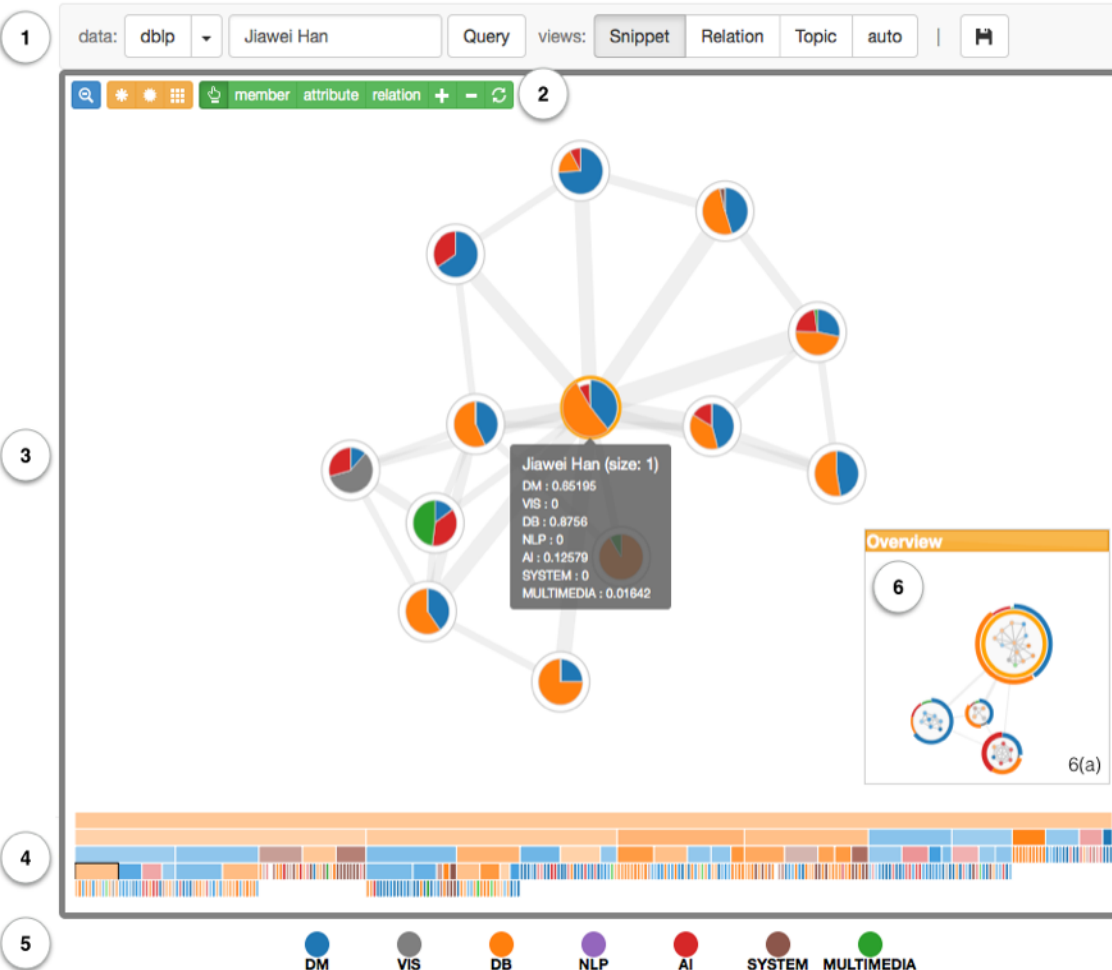 1
data: dblp Jiawei Han Query views: Snippet Relation Topic auto |
member attribute relation
2
3
Jiawei Han (size: 1)
DM : 0.65195
VIS : 0
DB : 0.8756
NLP : 0
AI : 0.12579
SYSTEM : 0
MULTIMEDIA : 0.01642
Overview
6
6(a)
4
5
DM VIS DB NLP AI SYSTEM MULTIMEDIA